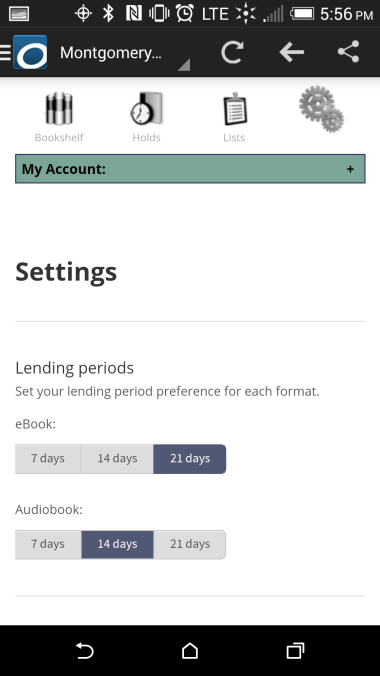 LTE 5:56 PM
Montgomery...
Bookshelf Holds Lists
My Account: +
Settings
Lending periods
Set your lending period preference for each format.
eBook:
7 days 14 days 21 days
Audiobook:
7 days 14 days 21 days